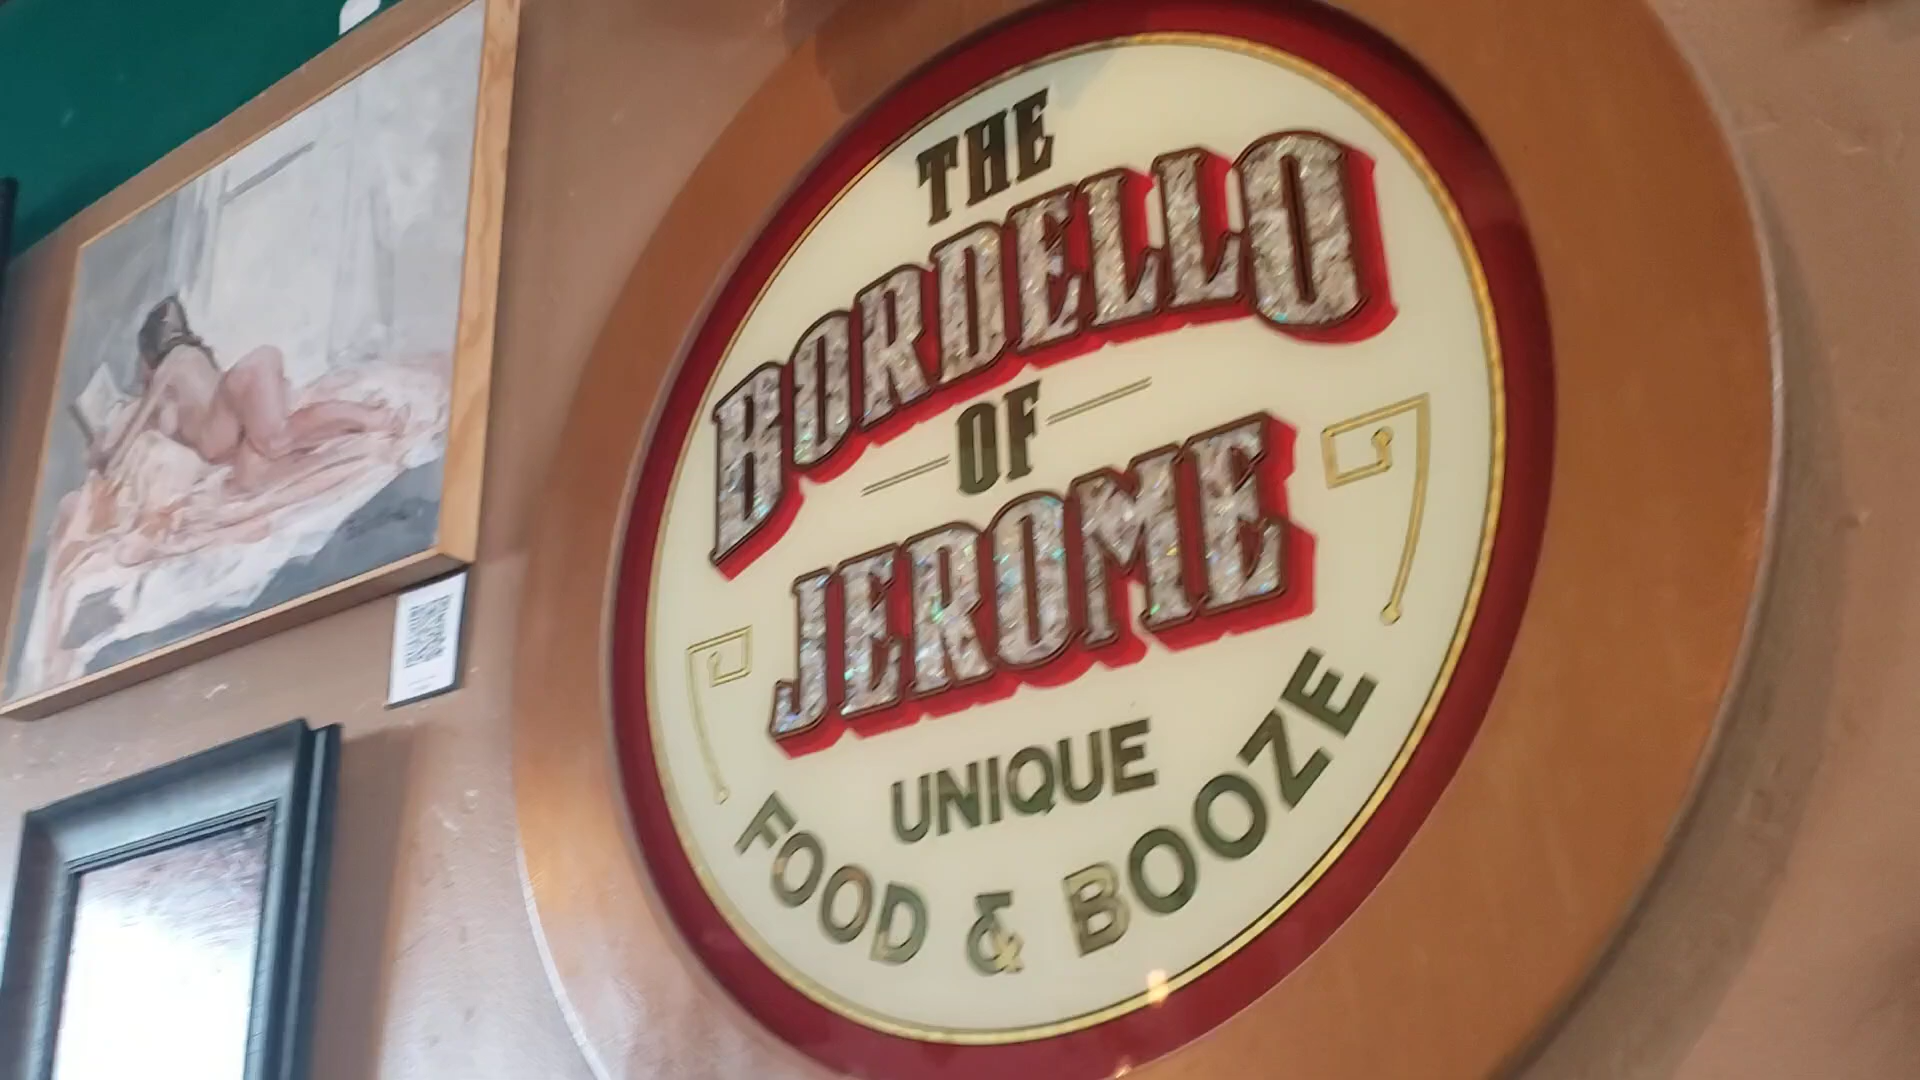 THE
BORDELLO
OF
JEROME
UNIQUE
FOOD & BOOZE